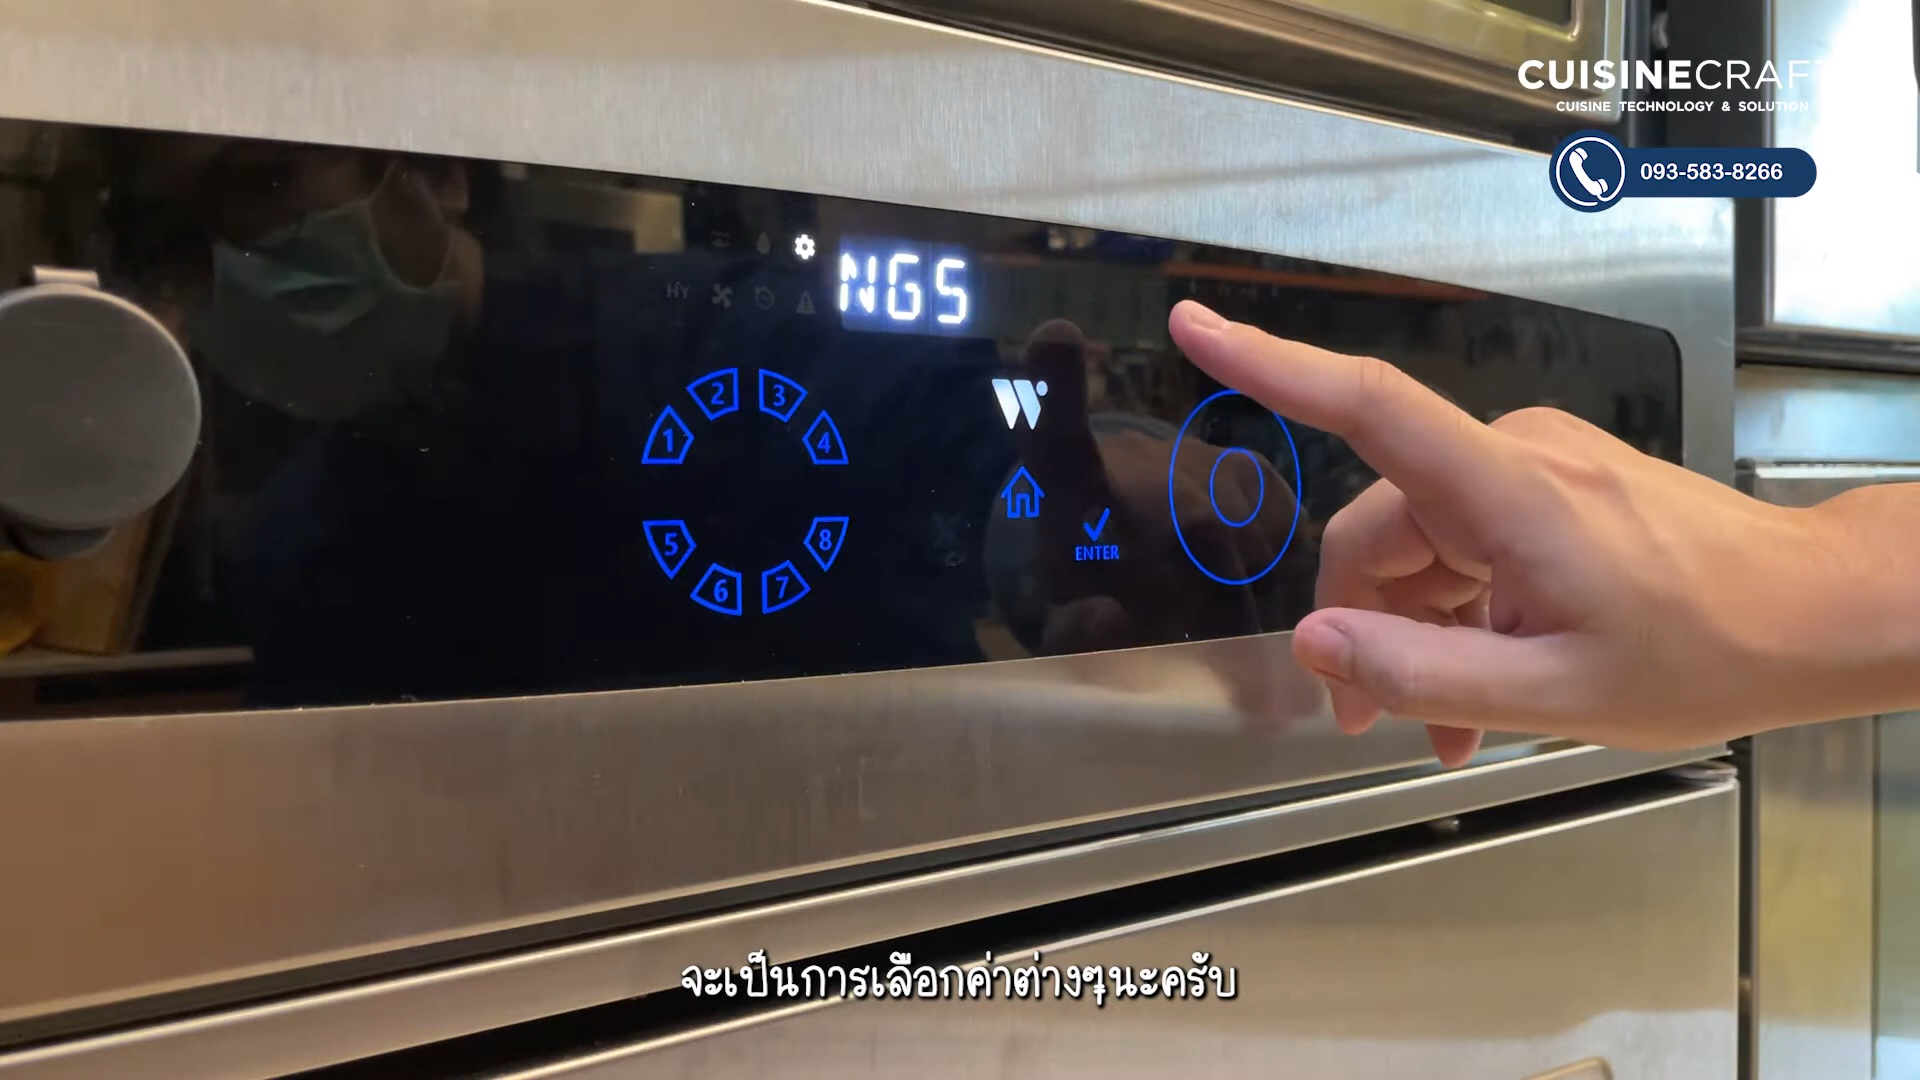 CUISINECRAF
CUISINE TECHNOLOGY & SOLUTION
093-583-8266
HY
NGS
1
2
3
4
5
6
7
8
ENTER
จะเป็นการเลือกค่าต่างๆนะครับ